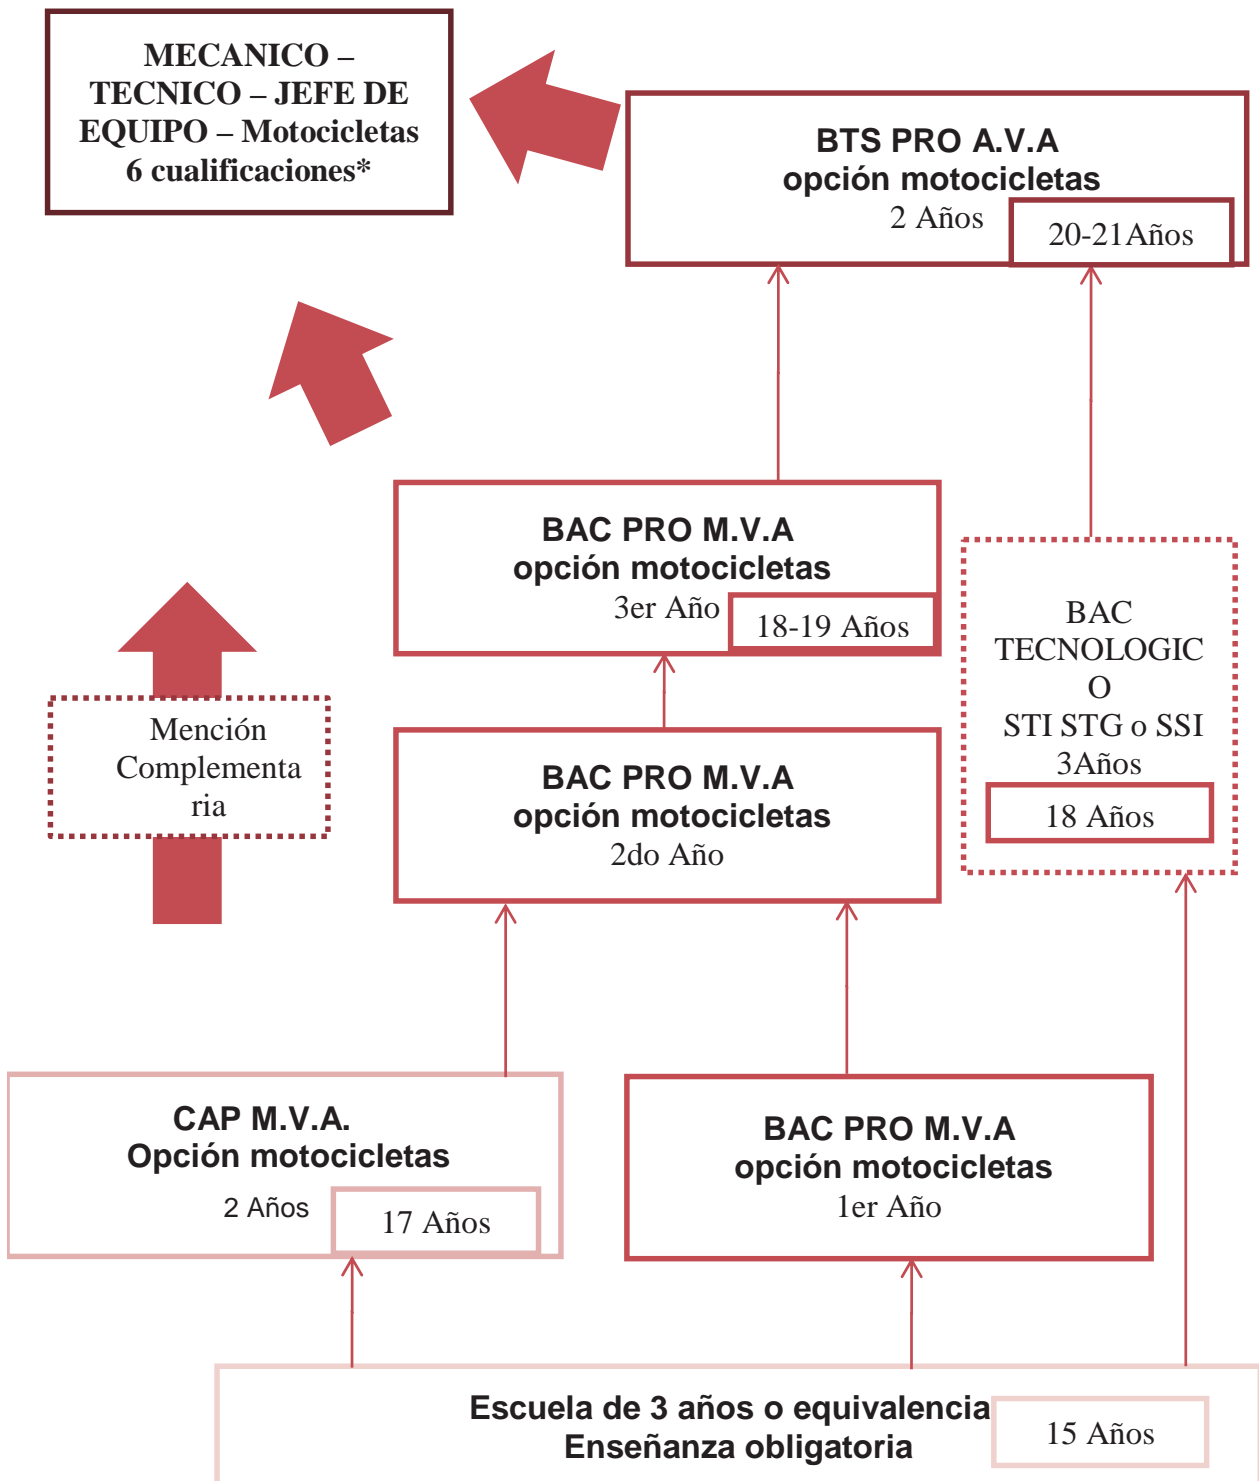 MECANICO –
TECNICO – JEFE DE
EQUIPO – Motocicletas
6 cualificaciones*
BTS PRO A.V.A
opción motocicletas
2 Años
20-21Años
BAC PRO M.V.A
opción motocicletas
3er Año
18-19 Años
BAC
TECNOLOGIC
O
STI STG o SSI
3Años
18 Años
Mención
Complementa
ria
BAC PRO M.V.A
opción motocicletas
2do Año
CAP M.V.A.
Opción motocicletas
2 Años
17 Años
BAC PRO M.V.A
opción motocicletas
1er Año
Escuela de 3 años o equivalencia
Enseñanza obligatoria
15 Años